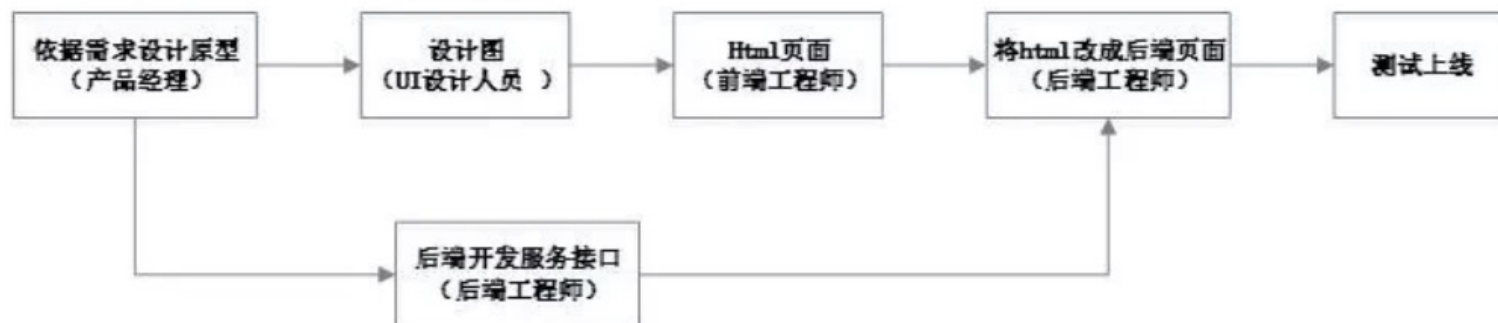 依据需求设计原型
（产品经理）
设计图
（UI设计人员 ）
Html页面
（前端工程师）
将html改成后端页面
（后端工程师）
测试上线
后端开发服务接口
（后端工程师）